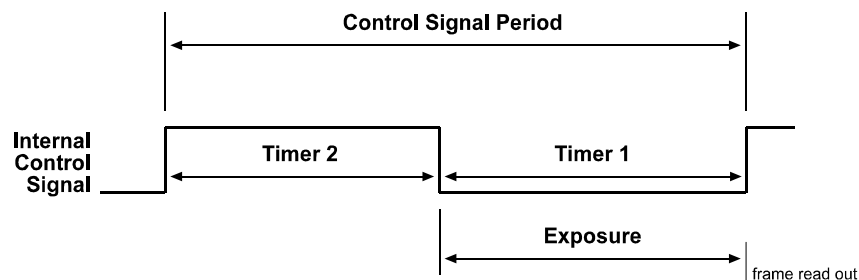 Control Signal Period
Internal
Control
Signal
Timer 2
Timer 1
Exposure
frame read out